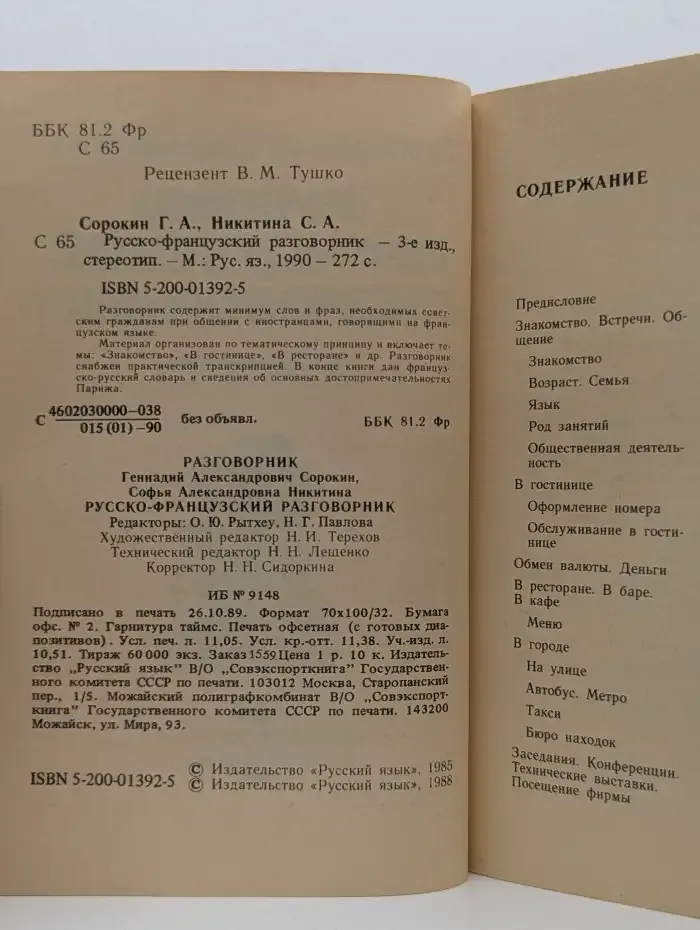 ББК 81.2 Фр
С 65
Рецензент В. М. Тушко
Сорокин Г. А., Никитина С. А.
С 65 Русско-французский разговорник — 3-е изд.,
стереотип. — М.: Рус. яз., 1990 — 272 с.
ISBN 5-200-01392-5
Разговорник содержит минимум слов и фраз, необходимых совет-
ским гражданам при общении с иностранцами, говорящими на фран-
цузском языке.
Материал организован по тематическому принципу и включает те-
мы: «Знакомство», «В гостинице», «В ресторане» и др. Разговорник
снабжен практической транскрипцией. В конце книги дан француз-
ско-русский словарь и сведения об основных достопримечательностях
Парижа.
С 4602030000—038
015 (01) —90 без объявл. ББК 81.2 Фр
РАЗГОВОРНИК
Геннадий Александрович Сорокин,
Софья Александровна Никитина
РУССКО-ФРАНЦУЗСКИЙ РАЗГОВОРНИК
Редакторы: О. Ю. Рытхеу, Н. Г. Павлова
Художественный редактор Н. И. Терехов
Технический редактор Н. Н. Лещенко
Корректор Н. Н. Сидоркина
ИБ № 9148
Подписано в печать 26.10.89. Формат 70х100/32. Бумага
офс. № 2. Гарнитура таймс. Печать офсетная (с готовых диа-
позитивов). Усл. печ. л. 11,05. Усл. кр.-отт. 11,38. Уч.-изд. л.
10,51. Тираж 60 000 экз. Заказ 1559. Цена 1 р. 10 к. Издатель-
ство „Русский язык" В/О „Совэкспорткнига" Государствен-
ного комитета СССР по печати. 103012 Москва, Старопанский
пер., 1/5. Можайский полиграфкомбинат В/О „Совэкспорт-
книга" Государственного комитета СССР по печати. 143200
Можайск, ул. Мира, 93.
ISBN 5-200-01392-5 © Издательство «Русский язык», 1985
© Издательство «Русский язык», 1988
СОДЕРЖАНИЕ
Предисловие
Знакомство. Встречи. Об-
щение
Знакомство
Возраст. Семья
Язык
Род занятий
Общественная деятель-
ность
В гостинице
Оформление номера
Обслуживание в гости-
нице
Обмен валюты. Деньги
В ресторане. В баре.
В кафе
Меню
В городе
На улице
Автобус. Метро
Такси
Бюро находок
Заседания. Конференции.
Технические выставки.
Посещение фирмы